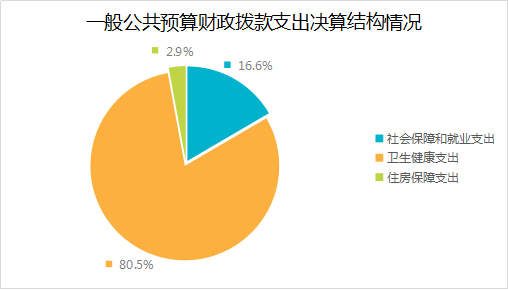 一般公共预算财政拨款支出决算结构情况
2.9%
16.6%
社会保障和就业支出
卫生健康支出
住房保障支出
80.5%